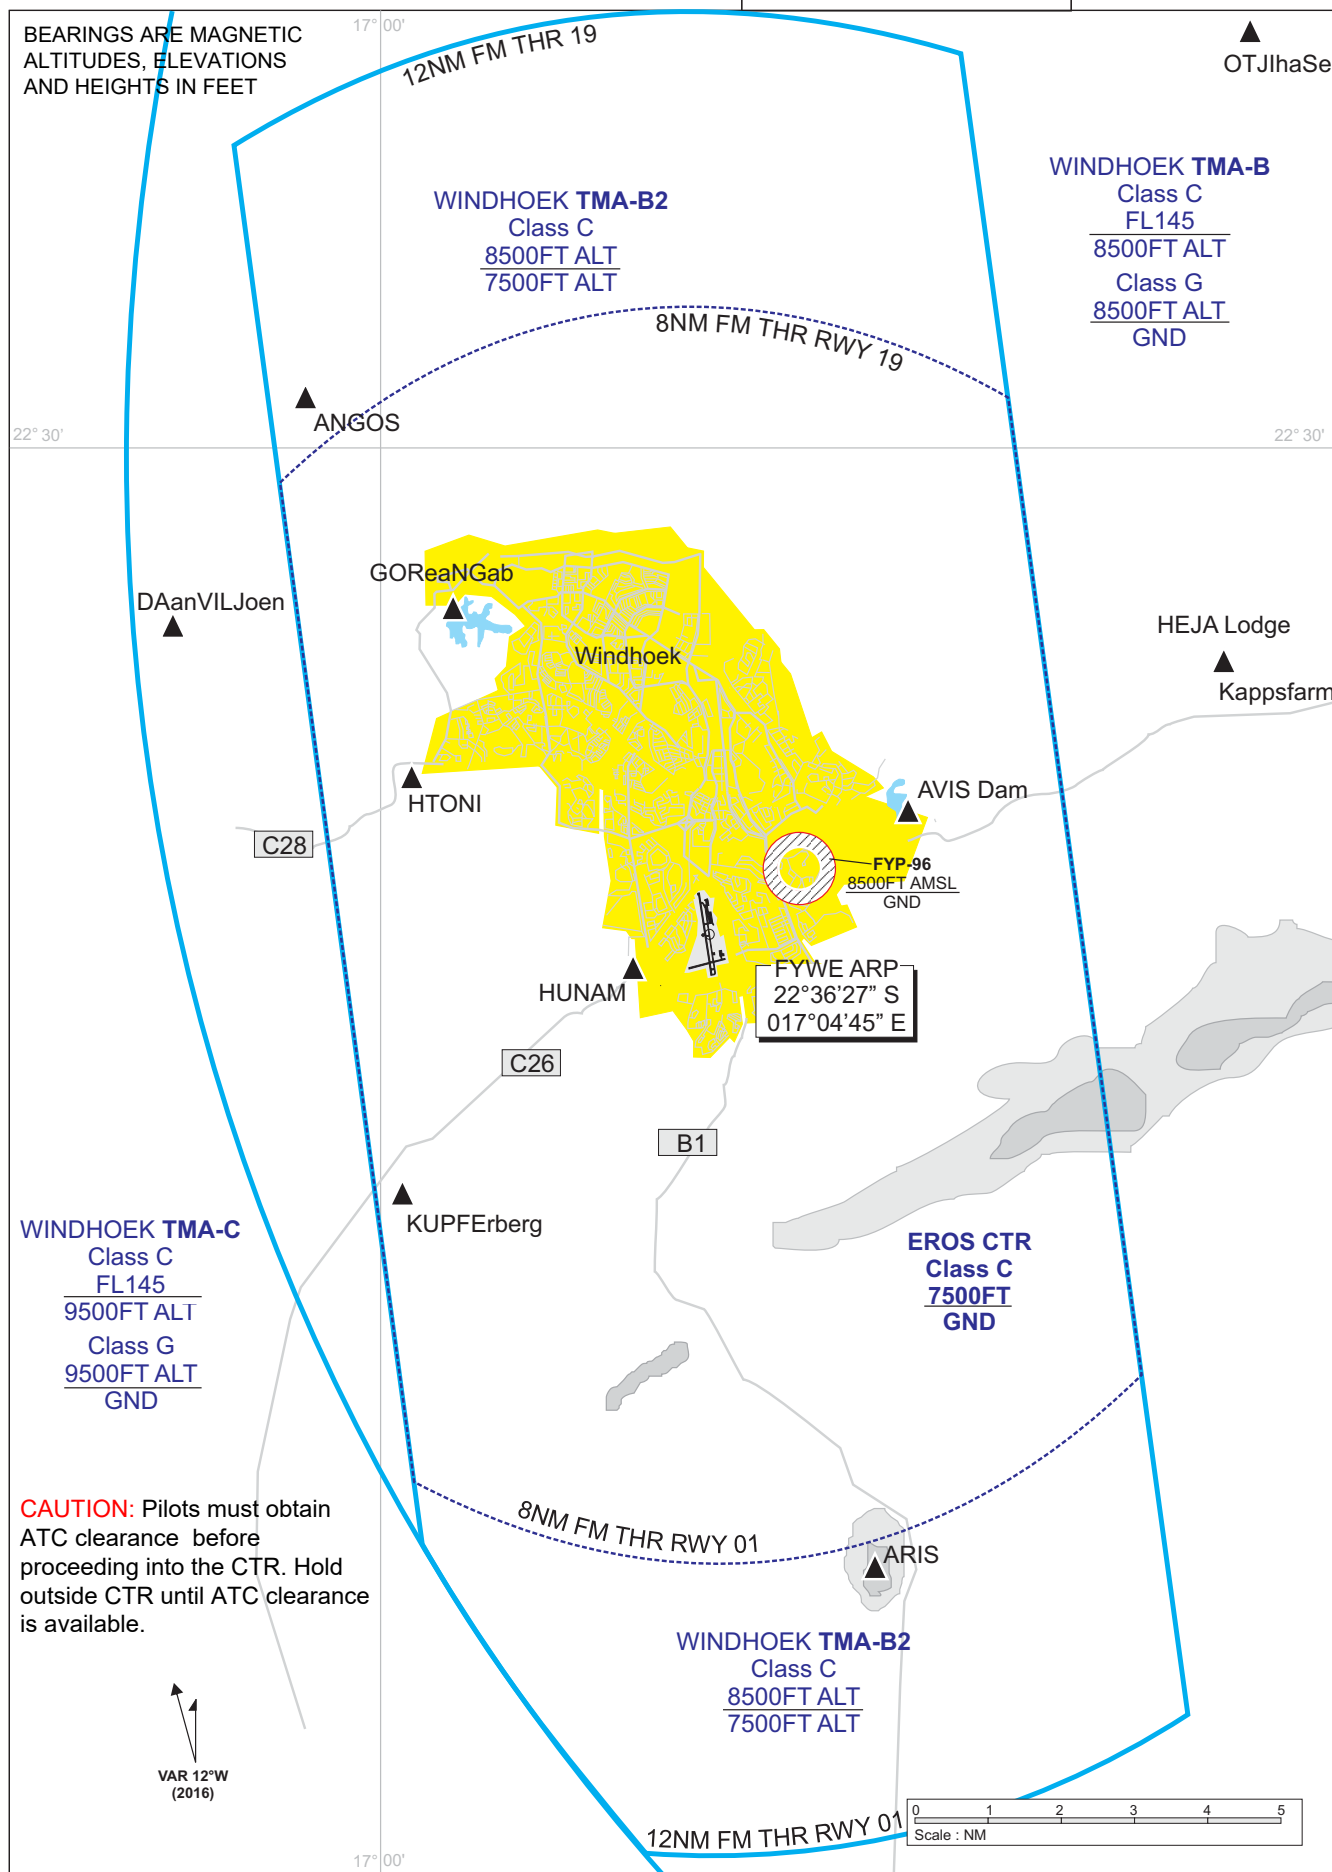 BEARINGS ARE MAGNETIC
ALTITUDES, ELEVATIONS
AND HEIGHTS IN FEET
17° 00'
12NM FM THR 19
OTJIhaSe
WINDHOEK TMA-B2
Class C
8500FT ALT
7500FT ALT
WINDHOEK TMA-B
Class C
FL145
8500FT ALT
Class G
8500FT ALT
GND
8NM FM THR RWY 19
ANGOS
22° 30'
22° 30'
GOReaNGab
DAanVILJoen
Windhoek
HEJA Lodge
Kappsfarm
HTONI
AVIS Dam
C28
FYP-96
8500FT AMSL
GND
HUNAM
FYWE ARP
22°36'27" S
017°04'45" E
C26
B1
KUPFErberg
WINDHOEK TMA-C
Class C
FL145
9500FT ALT
Class G
9500FT ALT
GND
EROS CTR
Class C
7500FT
GND
CAUTION: Pilots must obtain
ATC clearance before
proceeding into the CTR. Hold
outside CTR until ATC clearance
is available.
8NM FM THR RWY 01
ARIS
WINDHOEK TMA-B2
Class C
8500FT ALT
7500FT ALT
VAR 12°W
(2016)
12NM FM THR RWY 01
0 1 2 3 4 5
Scale : NM
17° 00'